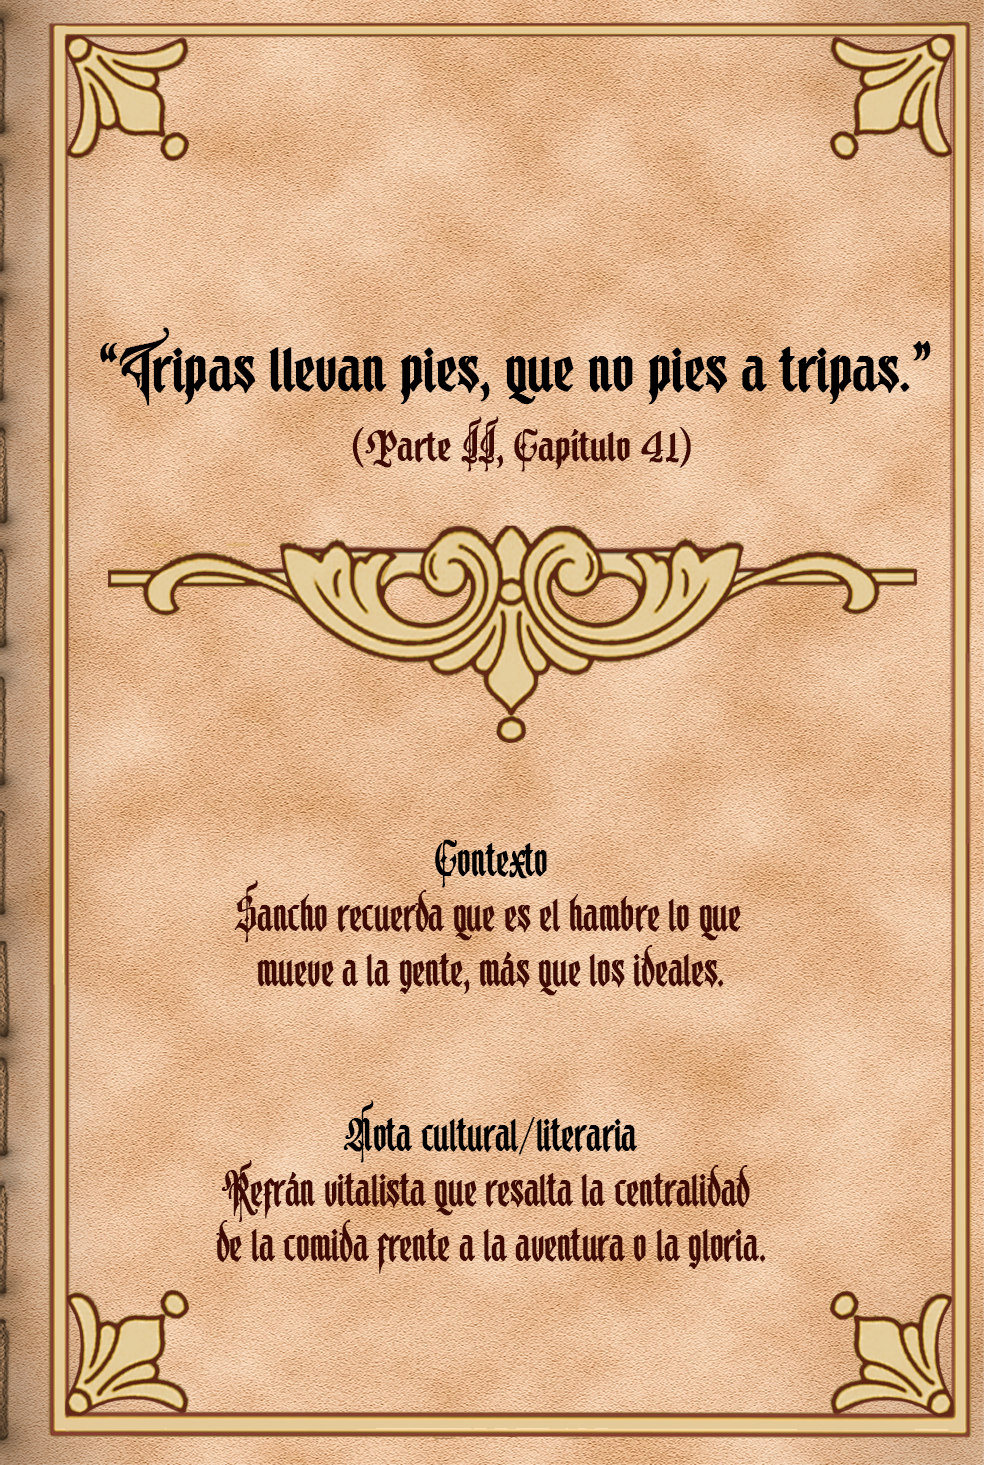 “Tripas llevan pies, que no pies a tripas.”
(Parte II, Capítulo 41)
Contexto
Sancho recuerda que es el hambre lo que
mueve a la gente, más que los ideales.
Nota cultural/literaria
Refrán vitalista que resalta la centralidad
de la comida frente a la aventura o la gloria.